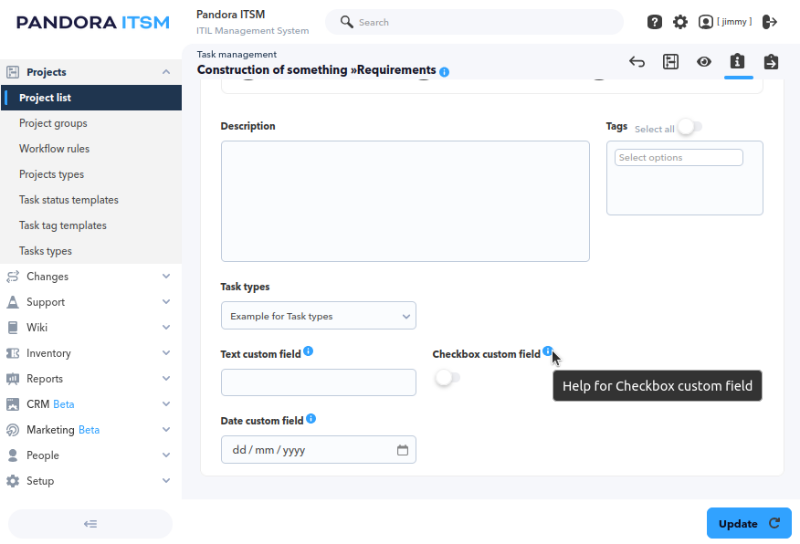 PANDORA ITSM
Pandora ITSM
ITIL Management System
Search
?
[ jimmy ]
Projects
Project list
Project groups
Workflow rules
Projects types
Task status templates
Task tag templates
Tasks types
Changes
Support
Wiki
Inventory
Reports
CRM Beta
Marketing Beta
People
Setup
Task management
Construction of something »Requirements
Description
Tags Select all
Select options
Task types
Example for Task types
Text custom field
Checkbox custom field
Help for Checkbox custom field
Date custom field
dd / mm / yyyy
Update